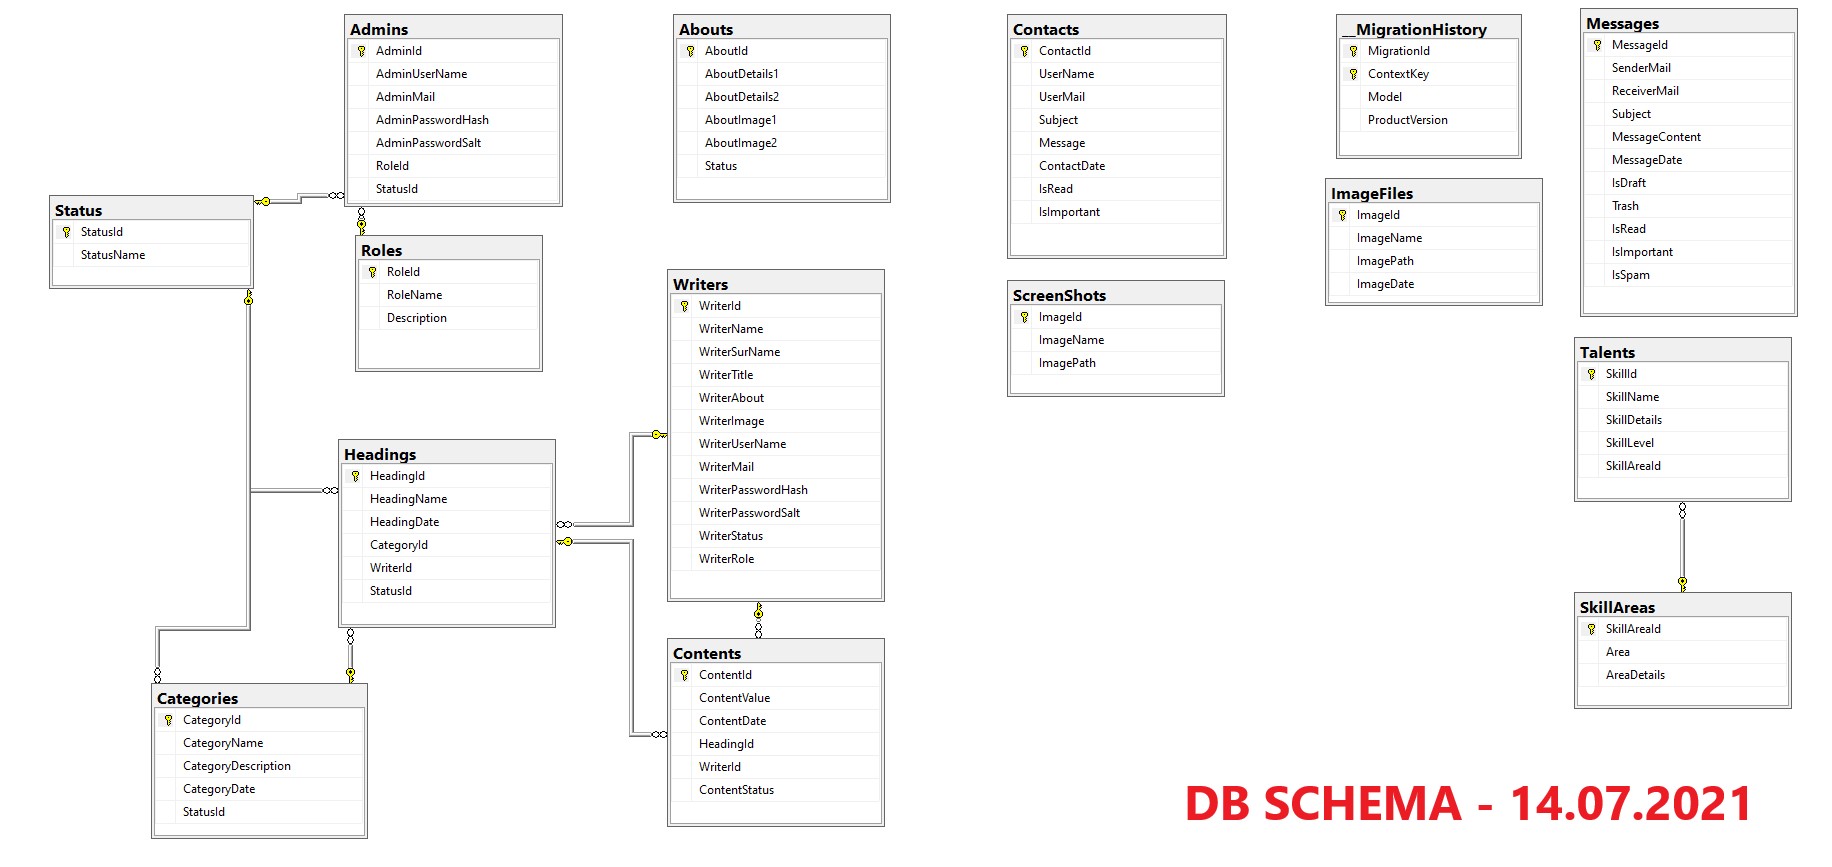 Admins
AdminId
AdminUserName
AdminMail
AdminPasswordHash
AdminPasswordSalt
RoleId
StatusId
Abouts
AboutId
AboutDetails1
AboutDetails2
AboutImage1
AboutImage2
Status
Contacts
ContactId
UserName
UserMail
Subject
Message
ContactDate
IsRead
IsImportant
__MigrationHistory
MigrationId
ContextKey
Model
ProductVersion
Messages
MessageId
SenderMail
ReceiverMail
Subject
MessageContent
MessageDate
IsDraft
Trash
IsRead
IsImportant
IsSpam
Status
StatusId
StatusName
Roles
RoleId
RoleName
Description
Writers
WriterId
WriterName
WriterSurName
WriterTitle
WriterAbout
WriterImage
WriterUserName
WriterMail
WriterPasswordHash
WriterPasswordSalt
WriterStatus
WriterRole
ScreenShots
ImageId
ImageName
ImagePath
ImageFiles
ImageId
ImageName
ImagePath
ImageDate
Talents
SkillId
SkillName
SkillDetails
SkillLevel
SkillAreaId
Headings
HeadingId
HeadingName
HeadingDate
CategoryId
WriterId
StatusId
Categories
CategoryId
CategoryName
CategoryDescription
CategoryDate
StatusId
Contents
ContentId
ContentValue
ContentDate
HeadingId
WriterId
ContentStatus
SkillAreas
SkillAreaId
Area
AreaDetails
DB SCHEMA - 14.07.2021